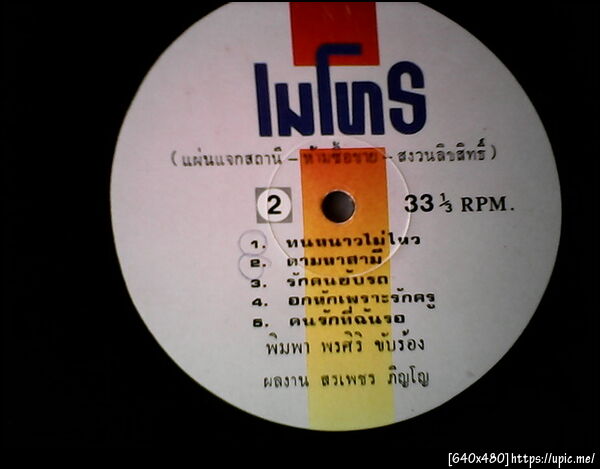 ไมโทร
(แผ่นแจกสถานี – ห้ามซื้อขาย – สงวนลิขสิทธิ์)
2
33 1/3 RPM.
1. ทนหนาวไม่ไหว
2. ตามหาสามี
3. รักคนขับรถ
4. อกหักเพราะรักครู
5. คนรักที่ฉันรอ
พิมพา พรศิริ ขับร้อง
ผลงาน สรเพชร ภิญโญ
[640x480]https://upic.me/